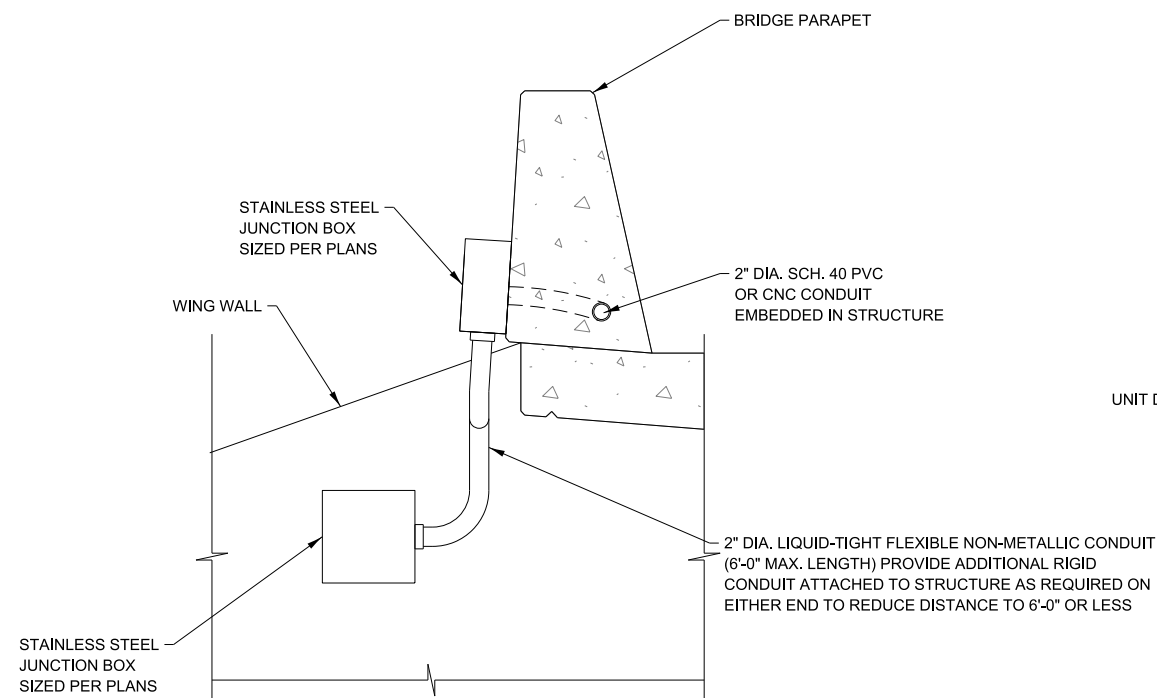 BRIDGE PARAPET
STAINLESS STEEL
JUNCTION BOX
SIZED PER PLANS
2" DIA. SCH. 40 PVC
OR CNC CONDUIT
EMBEDDED IN STRUCTURE
WING WALL
UNIT
2" DIA. LIQUID-TIGHT FLEXIBLE NON-METALLIC CONDUIT
(6'-0" MAX. LENGTH) PROVIDE ADDITIONAL RIGID
CONDUIT ATTACHED TO STRUCTURE AS REQUIRED ON
EITHER END TO REDUCE DISTANCE TO 6'-0" OR LESS
STAINLESS STEEL
JUNCTION BOX
SIZED PER PLANS